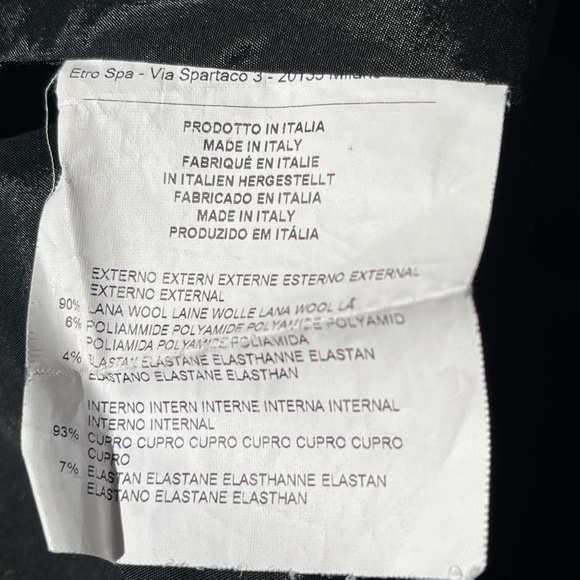 Etro Spa - Via Spartaco 3 - 20135 Milano
PRODOTTO IN ITALIA
MADE IN ITALY
FABRIQUÉ EN ITALIE
IN ITALIEN HERGESTELLT
FABRICADO EN ITALIA
MADE IN ITALY
PRODUZIDO EM ITÁLIA
EXTERNO EXTERN EXTERNE ESTERNO EXTERNAL
EXTERNO EXTERNAL
90% LANA WOOL LAINE WOLLE LANA WOOL LÃ
6% POLIAMMIDE POLYAMIDE POLYAMIDE POLYAMID
POLIAMIDA POLYAMIDE POLIAMIDA
4% ELASTAN ELASTANE ELASTHANNE ELASTAN
ELASTANO ELASTANE ELASTHAN
INTERNO INTERN INTERNE INTERNA INTERNAL
INTERNO INTERNAL
93% CUPRO CUPRO CUPRO CUPRO CUPRO CUPRO
CUPRO
7% ELASTAN ELASTANE ELASTHANNE ELASTAN
ELASTANO ELASTANE ELASTHAN